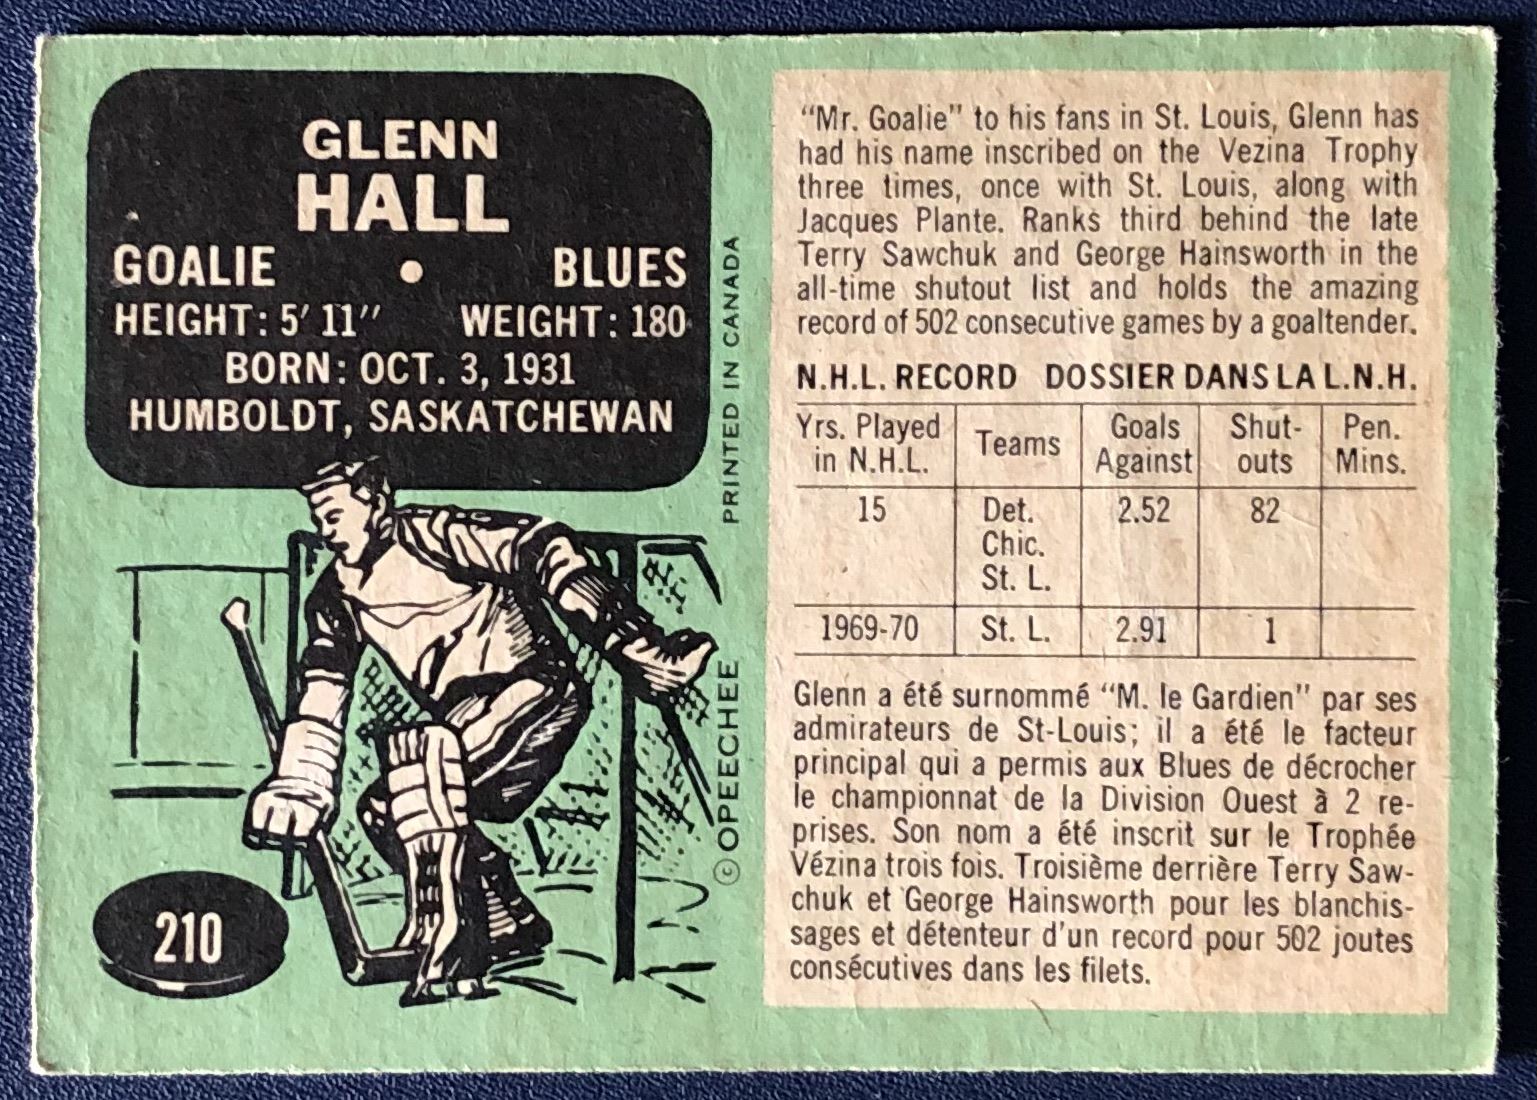 GLENN
HALL
GOALIE • BLUES
HEIGHT: 5' 11" WEIGHT: 180
BORN: OCT. 3, 1931
HUMBOLDT, SASKATCHEWAN
210
© OPEECHEE PRINTED IN CANADA
"Mr. Goalie" to his fans in St. Louis, Glenn has
had his name inscribed on the Vezina Trophy
three times, once with St. Louis, along with
Jacques Plante. Ranks third behind the late
Terry Sawchuk and George Hainsworth in the
all-time shutout list and holds the amazing
record of 502 consecutive games by a goaltender.
N.H.L. RECORD DOSSIER DANS LA L.N.H.
Yrs. Played Teams Goals Shut- Pen.
in N.H.L. Against outs Mins.
15 Det. 2.52 82
Chic.
St. L.
1969-70 St. L. 2.91 1
Glenn a été surnommé "M. le Gardien" par ses
admirateurs de St-Louis; il a été le facteur
principal qui a permis aux Blues de décrocher
le championnat de la Division Ouest à 2 re-
prises. Son nom a été inscrit sur le Trophée
Vézina trois fois. Troisième derrière Terry Saw-
chuk et George Hainsworth pour les blanchis-
sages et détenteur d'un record pour 502 joutes
consécutives dans les filets.